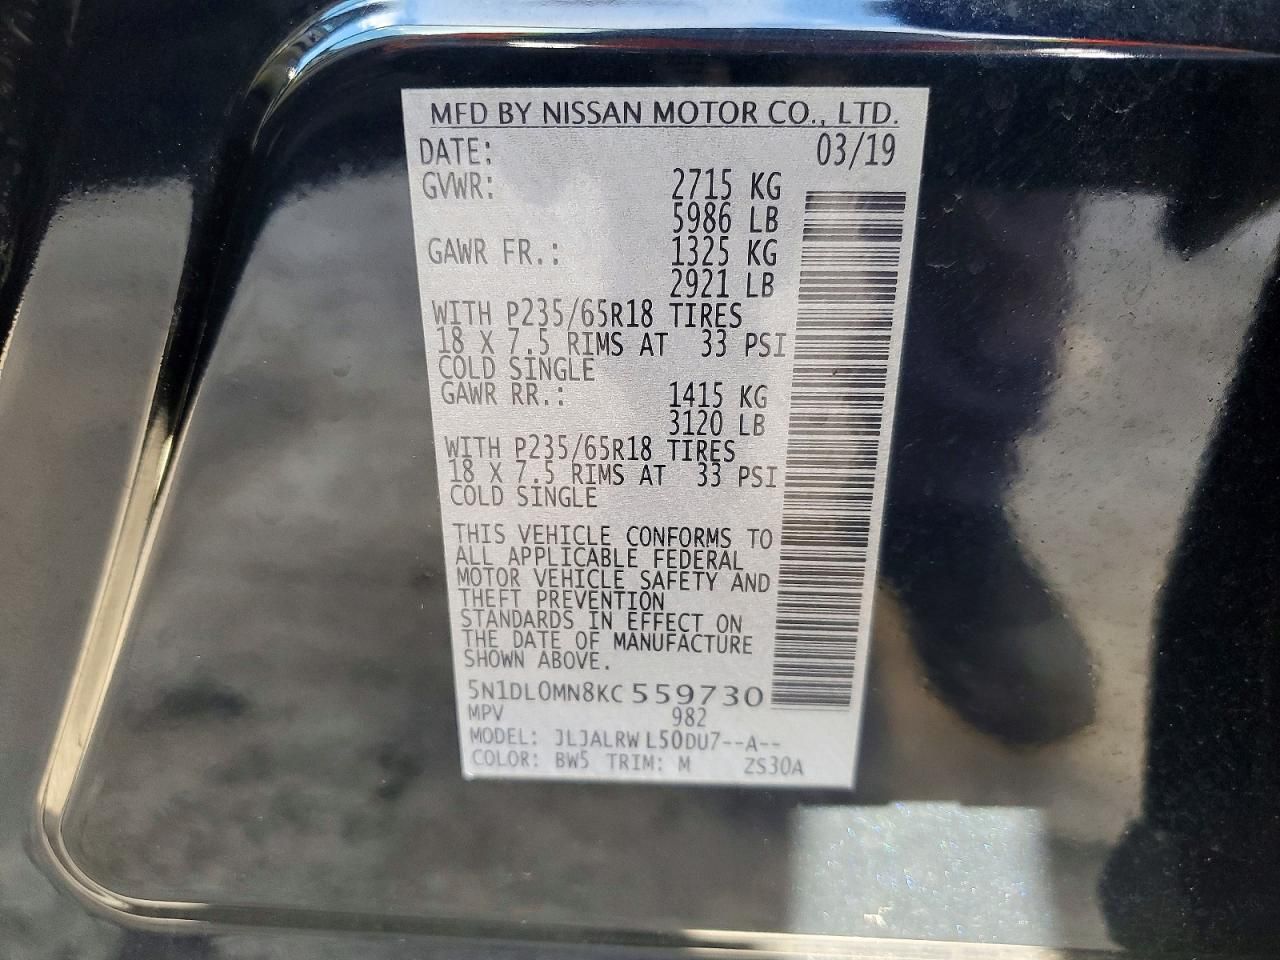 MFD BY NISSAN MOTOR CO., LTD.
DATE: 03/19
GVWR: 2715 KG
5986 LB
GAWR FR.: 1325 KG
2921 LB
WITH P235/65R18 TIRES
18 X 7.5 RIMS AT 33 PSI
COLD SINGLE
GAWR RR.: 1415 KG
3120 LB
WITH P235/65R18 TIRES
18 X 7.5 RIMS AT 33 PSI
COLD SINGLE
THIS VEHICLE CONFORMS TO
ALL APPLICABLE FEDERAL
MOTOR VEHICLE SAFETY AND
THEFT PREVENTION
STANDARDS IN EFFECT ON
THE DATE OF MANUFACTURE
SHOWN ABOVE.
5N1DL0MN8KC559730
MPV 982
MODEL: JLJALRWL50DU7--A--
COLOR: BW5 TRIM: M ZS30A